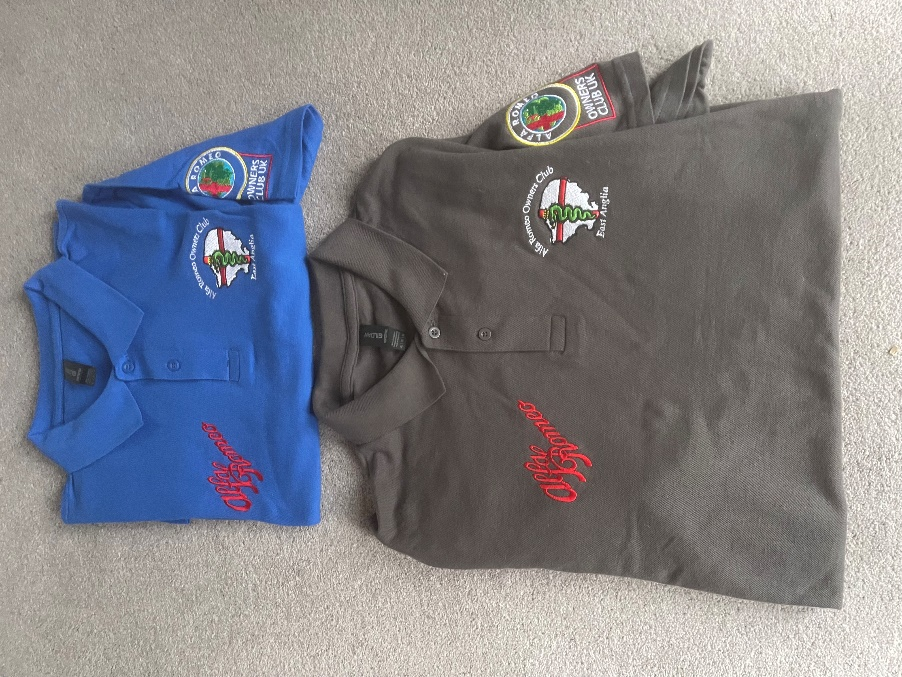 ALFA ROMEO
OWNERS
CLUB UK
Alfa Romeo Owners Club
East Anglia
Alfa Romeo
A ROMEO
OWNERS
CLUB UK
Alfa Romeo Owners Club
East Anglia
Alfa Romeo